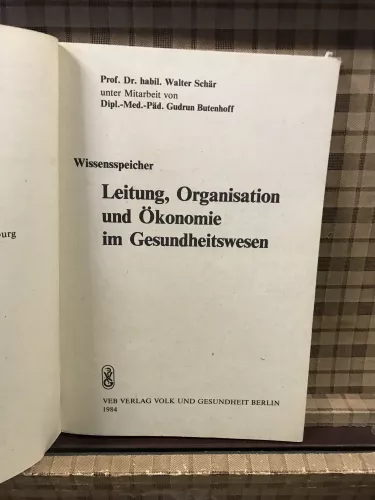 Prof. Dr. habil. Walter Schär
unter Mitarbeit von
Dipl.-Med.-Päd. Gudrun Butenhoff
Wissensspeicher
Leitung, Organisation
und Ökonomie
im Gesundheitswesen
VEB VERLAG VOLK UND GESUNDHEIT BERLIN
1984